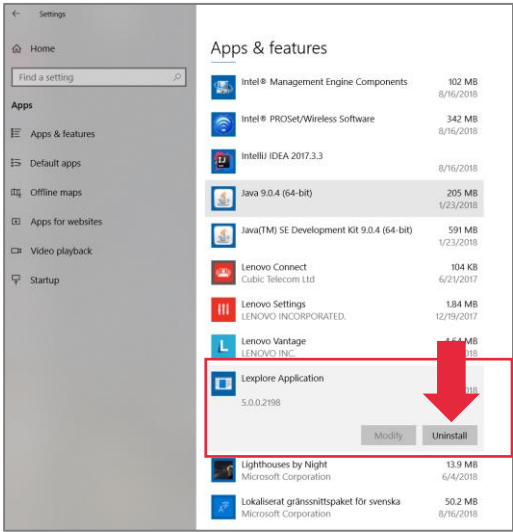 Settings
Home
Find a setting
Apps
Apps & features
Default apps
Offline maps
Apps for websites
Video playback
Startup
Apps & features
Intel® Management Engine Components 102 MB
8/16/2018
Intel® PROSet/Wireless Software 342 MB
8/16/2018
IntelliJ IDEA 2017.3.3
8/16/2018
Java 9.0.4 (64-bit) 205 MB
1/23/2018
Java(TM) SE Development Kit 9.0.4 (64-bit) 591 MB
1/23/2018
Lenovo Connect 104 KB
Cubic Telecom Ltd 6/21/2017
Lenovo Settings 1.84 MB
LENOVO INCORPORATED. 12/19/2017
Lenovo Vantage MB
LENOVO INC. 018
Lexplore Application
018
5.0.0.2198
Modify Uninstall
Lighthouses by Night 13.9 MB
Microsoft Corporation 6/4/2018
Lokaliserat gränssnittspaket för svenska 50.2 MB
Microsoft Corporation 8/16/2018